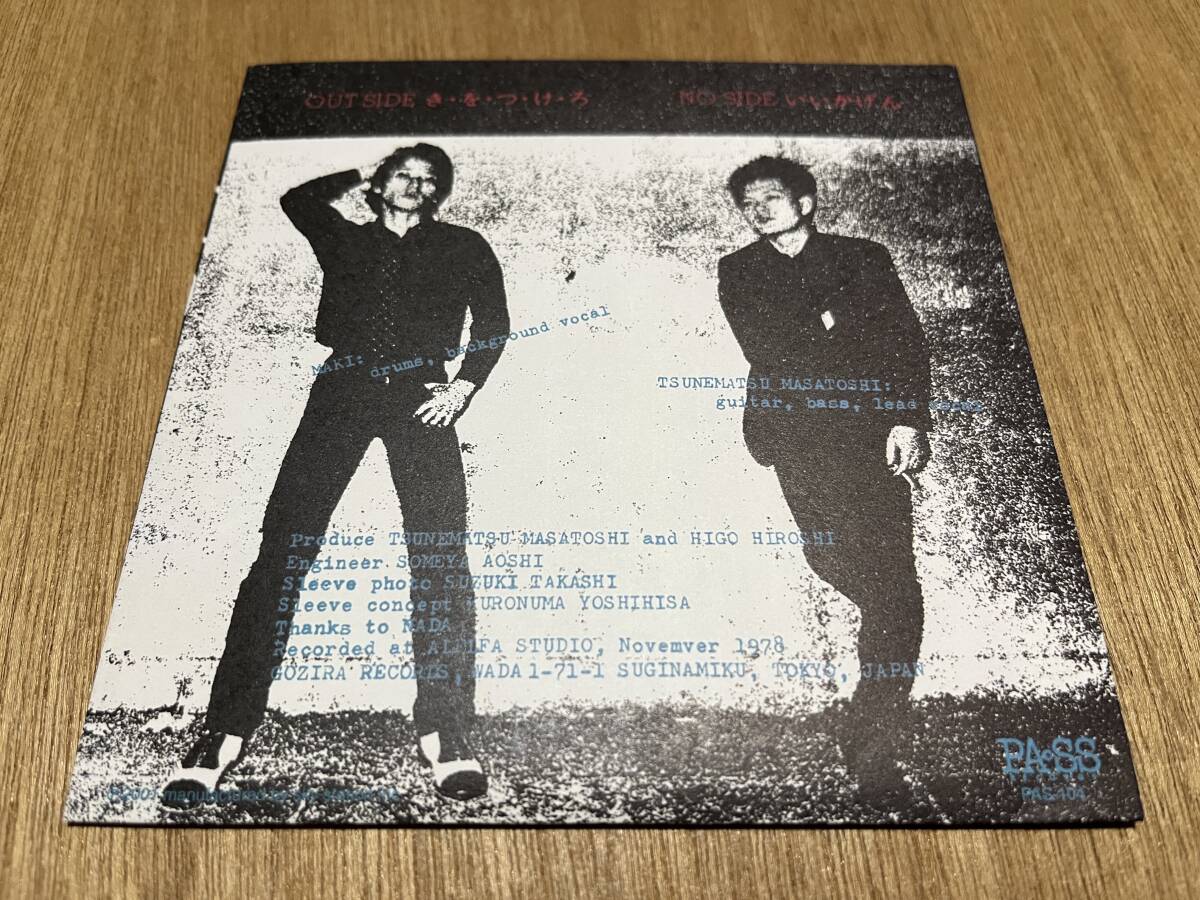 OUT SIDE き・を・つ・け・ろ
NO SIDE いいかげん
MAKI:
drums, background vocal
TSUNEMATSU MASATOSHI:
guitar, bass, lead vocal
Produce TSUNEMATSU MASATOSHI and HIGO HIROSHI
Engineer SOMEYA AOSHI
Sleeve photo SUZUKI TAKASHI
Sleeve concept KURONUMA YOSHIHISA
Thanks to NADA
Recorded at STUDIO, Novemver 1978
GOZIRA RECORDS, WADA 1-71-1 SUGINAMIKU, TOKYO, JAPAN
PASS
PAS-104
manufactured by